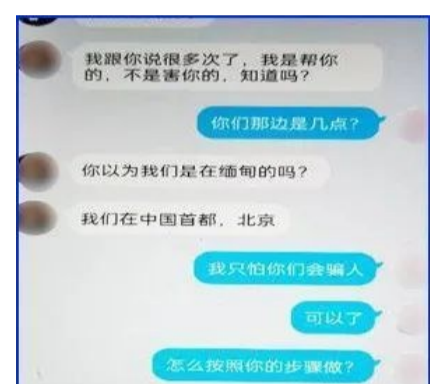 我跟你说很多次了，我是帮你
的，不是害你的，知道吗？
你们那边是几点？
你以为我们是在缅甸的吗？
我们在中国首都，北京
我只怕你们会骗人
可以了
怎么按照你的步骤做？